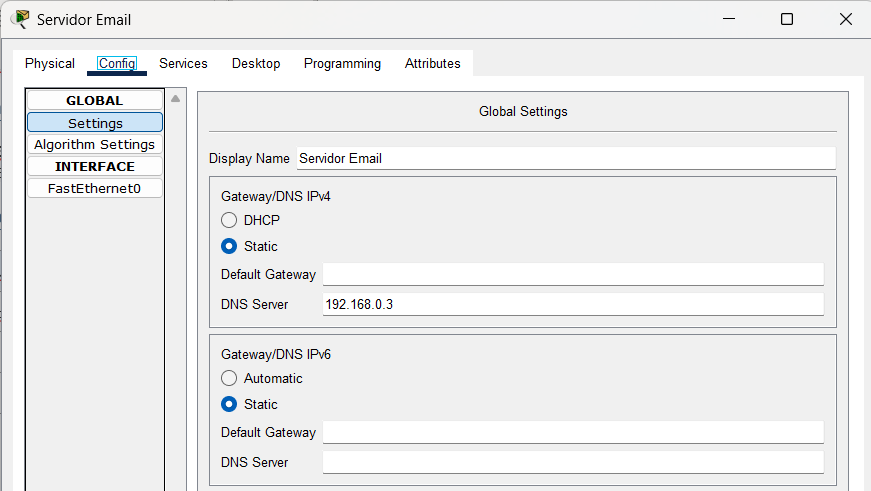 Servidor Email
Physical Config Services Desktop Programming Attributes
GLOBAL
Settings
Algorithm Settings
INTERFACE
FastEthernet0
Global Settings
Display Name Servidor Email
Gateway/DNS IPv4
DHCP
Static
Default Gateway
DNS Server 192.168.0.3
Gateway/DNS IPv6
Automatic
Static
Default Gateway
DNS Server